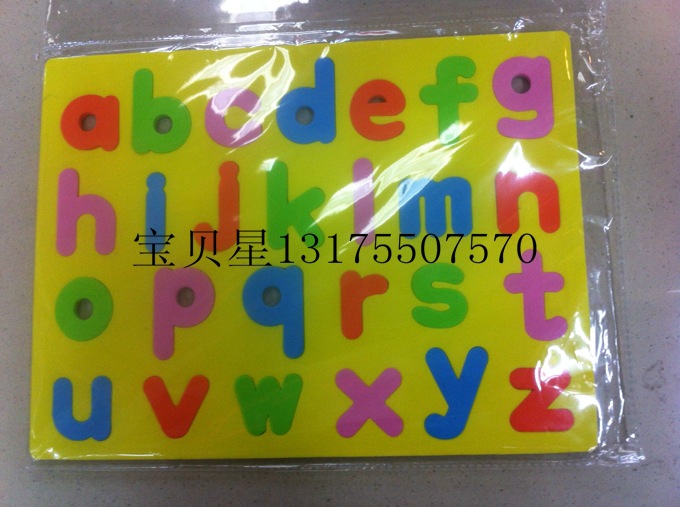 abcdefg
hijklmn
宝贝星13175507570
opqrst
uvwxyz